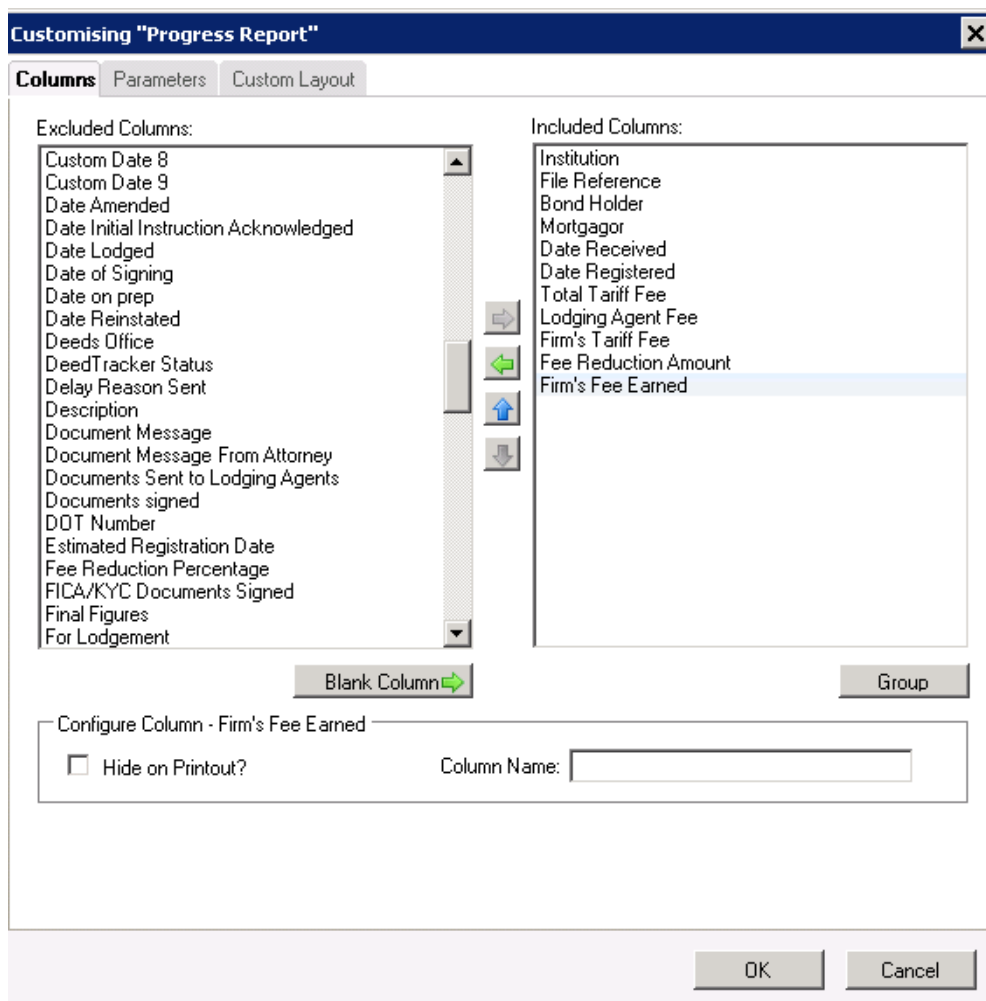 Customising "Progress Report"
Columns Parameters Custom Layout
Excluded Columns:
Custom Date 8
Custom Date 9
Date Amended
Date Initial Instruction Acknowledged
Date Lodged
Date of Signing
Date on prep
Date Reinstated
Deeds Office
DeedTracker Status
Delay Reason Sent
Description
Document Message
Document Message From Attorney
Documents Sent to Lodging Agents
Documents signed
DOT Number
Estimated Registration Date
Fee Reduction Percentage
FICA/KYC Documents Signed
Final Figures
For Lodgement
Blank Column
Included Columns:
Institution
File Reference
Bond Holder
Mortgagor
Date Received
Date Registered
Total Tariff Fee
Lodging Agent Fee
Firm's Tariff Fee
Fee Reduction Amount
Firm's Fee Earned
Group
Configure Column - Firm's Fee Earned
Hide on Printout? Column Name:
OK Cancel